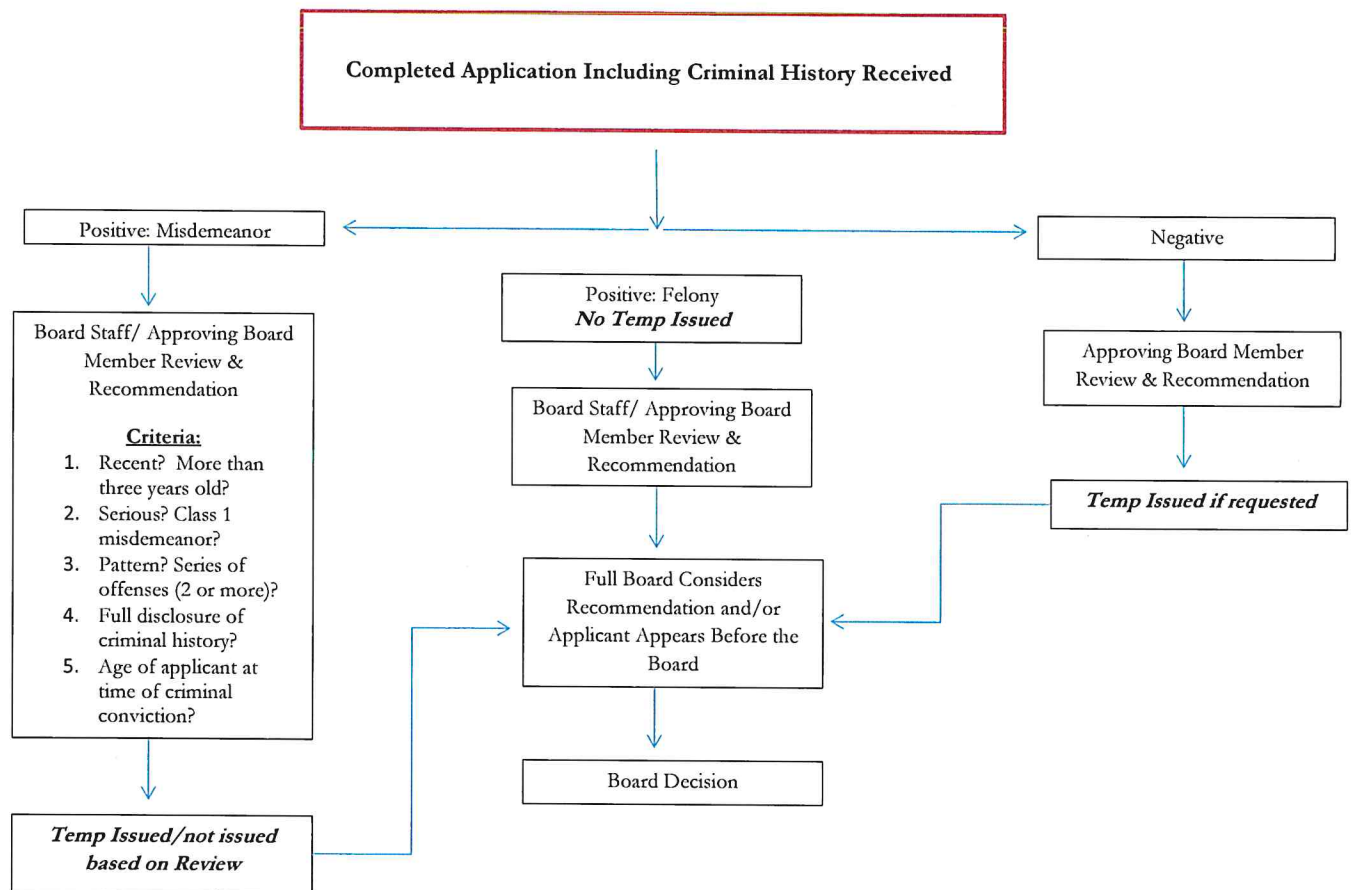 Completed Application Including Criminal History Received
Positive: Misdemeanor
Board Staff/ Approving Board
Member Review &
Recommendation
Criteria:
1. Recent? More than
three years old?
2. Serious? Class 1
misdemeanor?
3. Pattern? Series of
offenses (2 or more)?
4. Full disclosure of
criminal history?
5. Age of applicant at
time of criminal
conviction?
Temp Issued/not issued
based on Review
Positive: Felony
No Temp Issued
Board Staff/ Approving Board
Member Review &
Recommendation
Full Board Considers
Recommendation and/or
Applicant Appears Before the
Board
Board Decision
Negative
Approving Board Member
Review & Recommendation
Temp Issued if requested